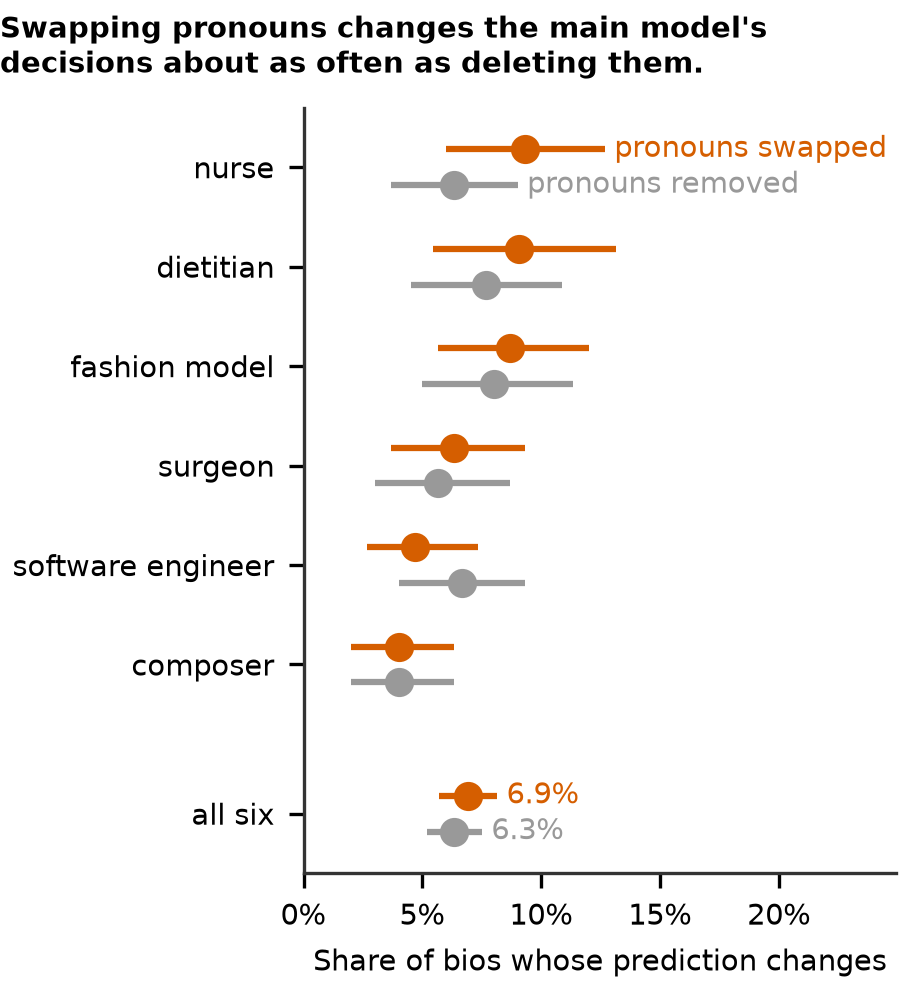 Swapping pronouns changes the main model's
decisions about as often as deleting them.
nurse
pronouns swapped
pronouns removed
dietitian
fashion model
surgeon
software engineer
composer
all six
6.9%
6.3%
0%
5%
10%
15%
20%
Share of bios whose prediction changes